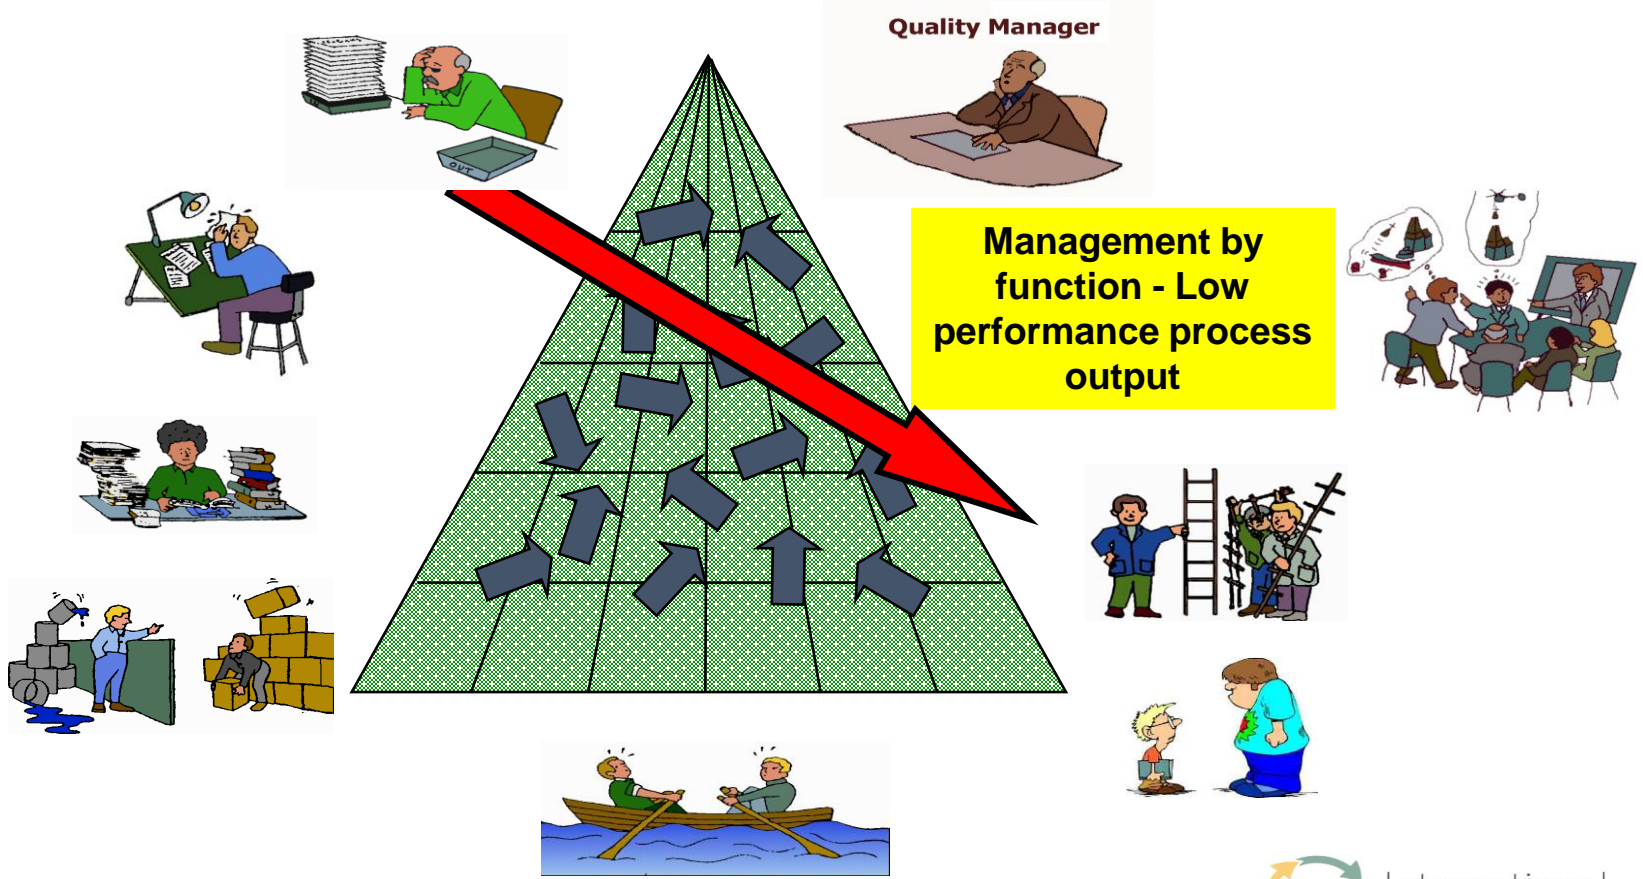 Quality Manager
OUT
Management by
function - Low
performance process
output